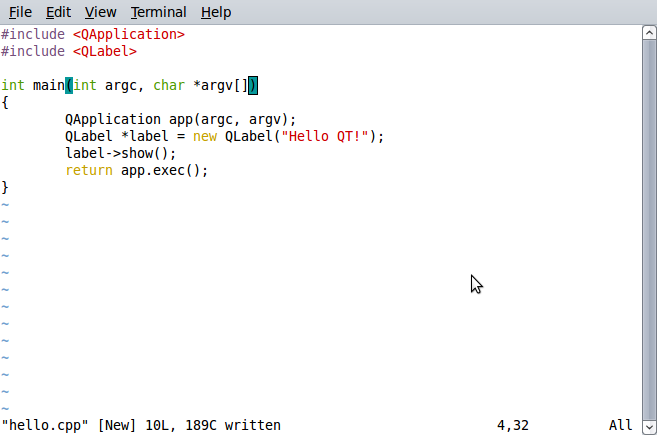 File Edit View Terminal Help
#include <QApplication>
#include <QLabel>
int main(int argc, char *argv[])
{
        QApplication app(argc, argv);
        QLabel *label = new QLabel("Hello QT!");
        label->show();
        return app.exec();
}
~
~
~
~
~
~
~
~
~
~
~
~
~
"hello.cpp" [New] 10L, 189C written 4,32 All